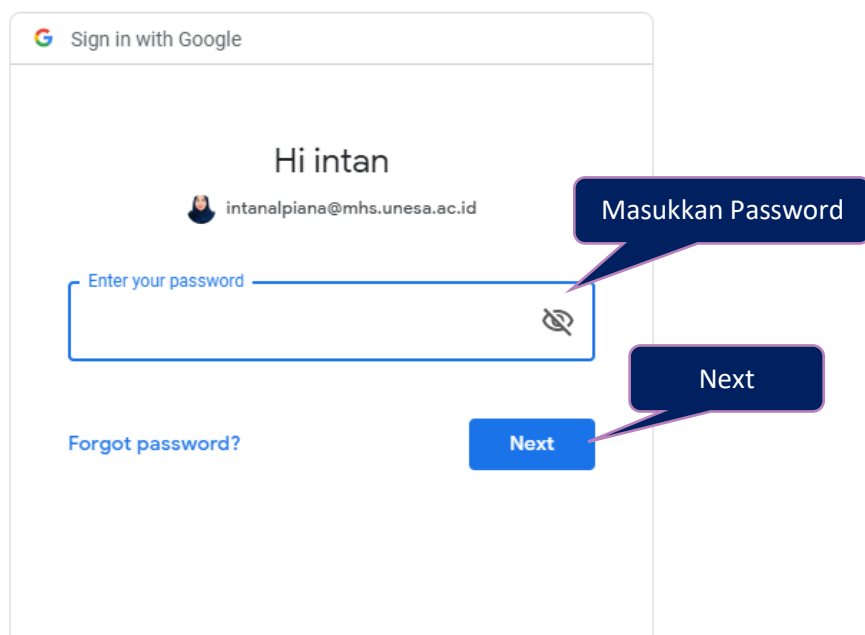 Sign in with Google
Hi intan
intanalpiana@mhs.unesa.ac.id
Masukkan Password
Enter your password
Next
Forgot password?
Next